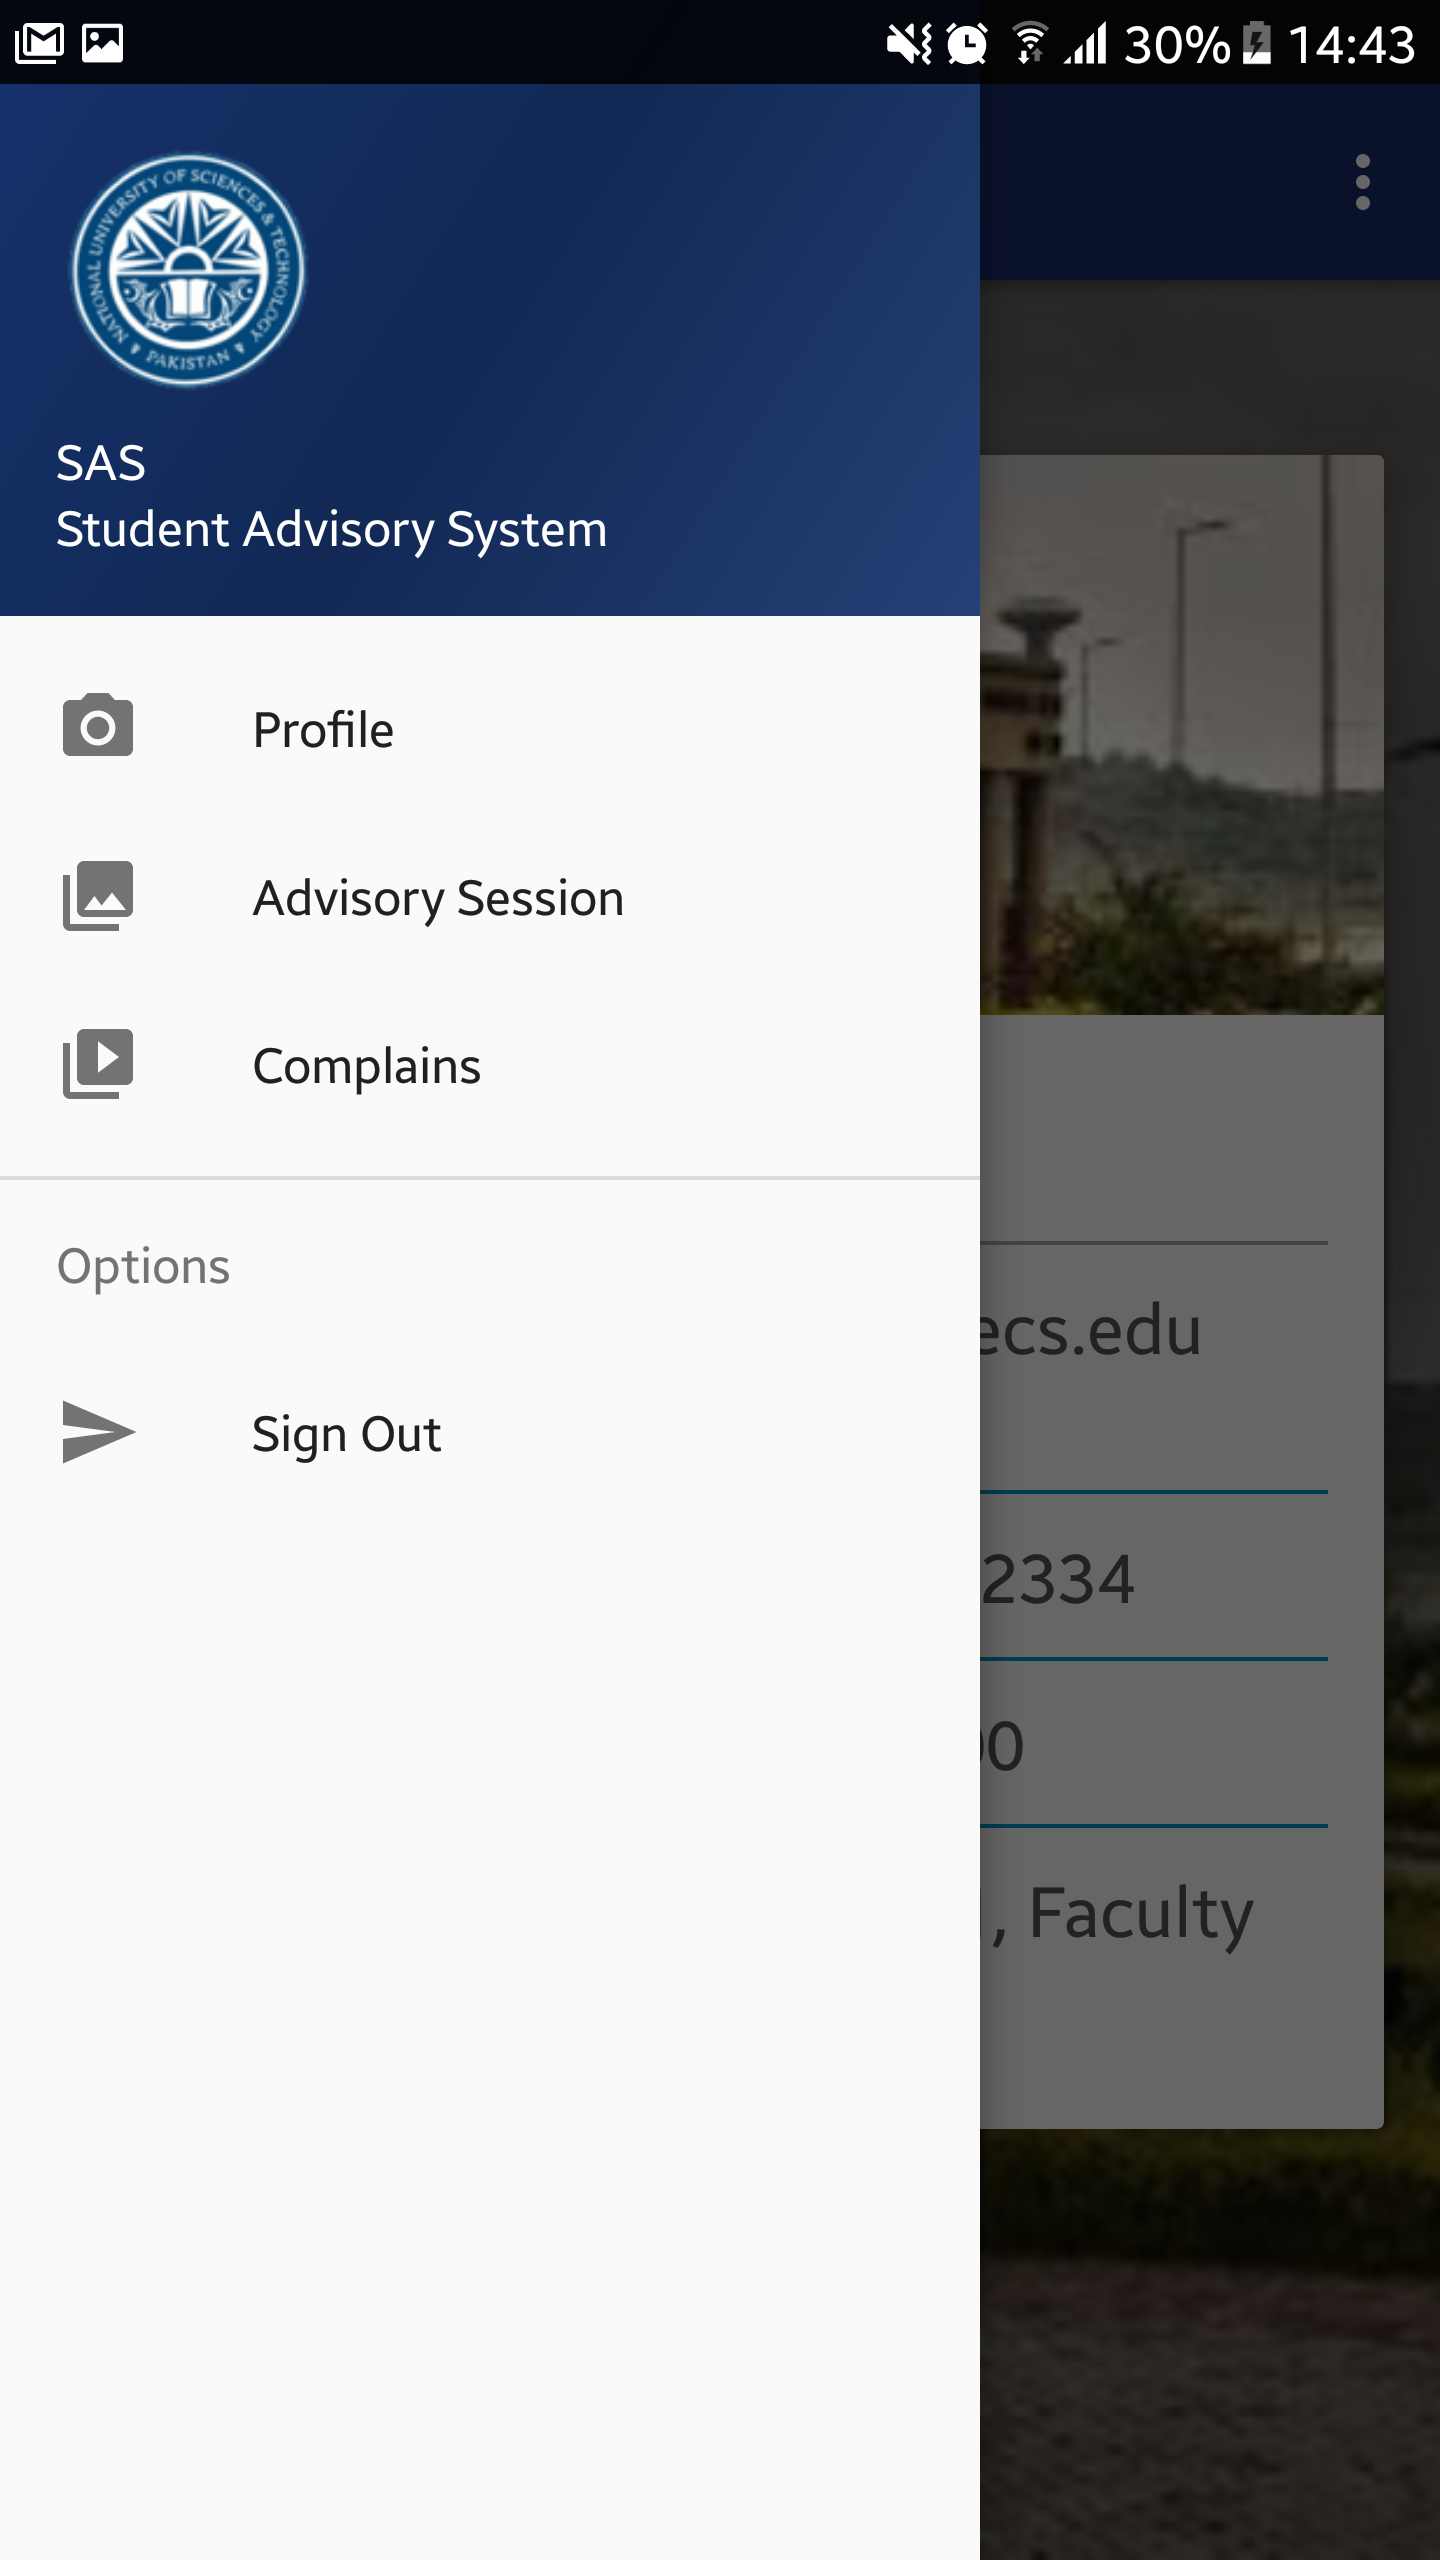 30% 14:43
NATIONAL UNIVERSITY OF SCIENCES & TECHNOLOGY
PAKISTAN
SAS
Student Advisory System
Profile
Advisory Session
Complains
Options
Sign Out
ecs.edu
2334
00
, Faculty